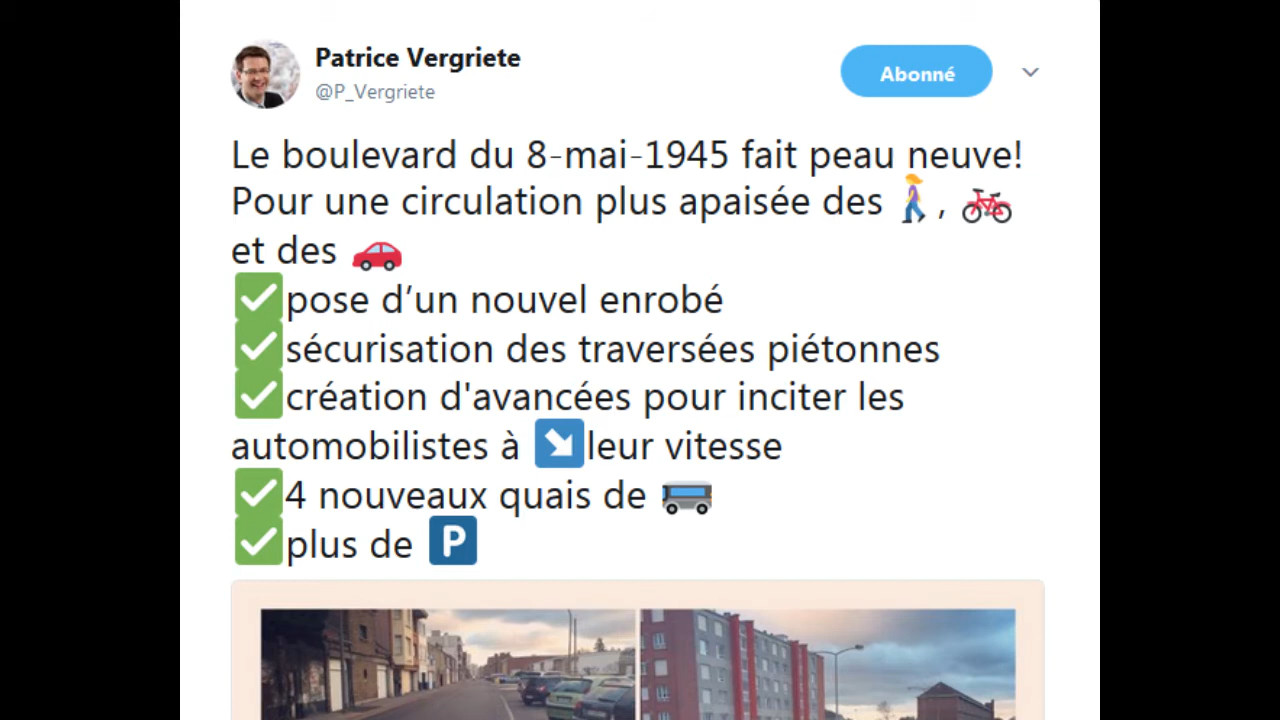 Patrice Vergriete
@P_Vergriete
Abonné
Le boulevard du 8-mai-1945 fait peau neuve!
Pour une circulation plus apaisée des 🚶‍♀️, 🚲
et des 🚗
✅pose d’un nouvel enrobé
✅sécurisation des traversées piétonnes
✅création d'avancées pour inciter les
automobilistes à ↘️leur vitesse
✅4 nouveaux quais de 🚌
✅plus de 🅿️